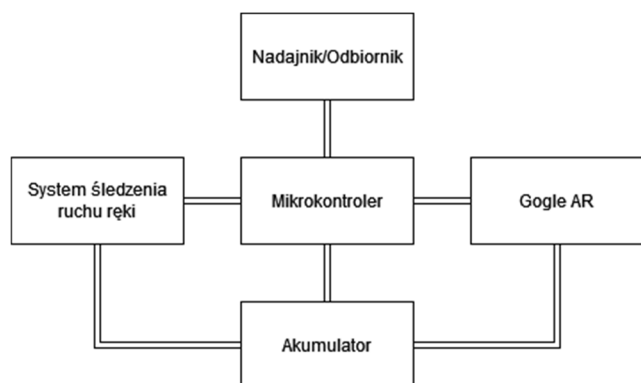 Nadajnik/Odbiornik
System śledzenia
ruchu ręki
Mikrokontroler
Gogle AR
Akumulator